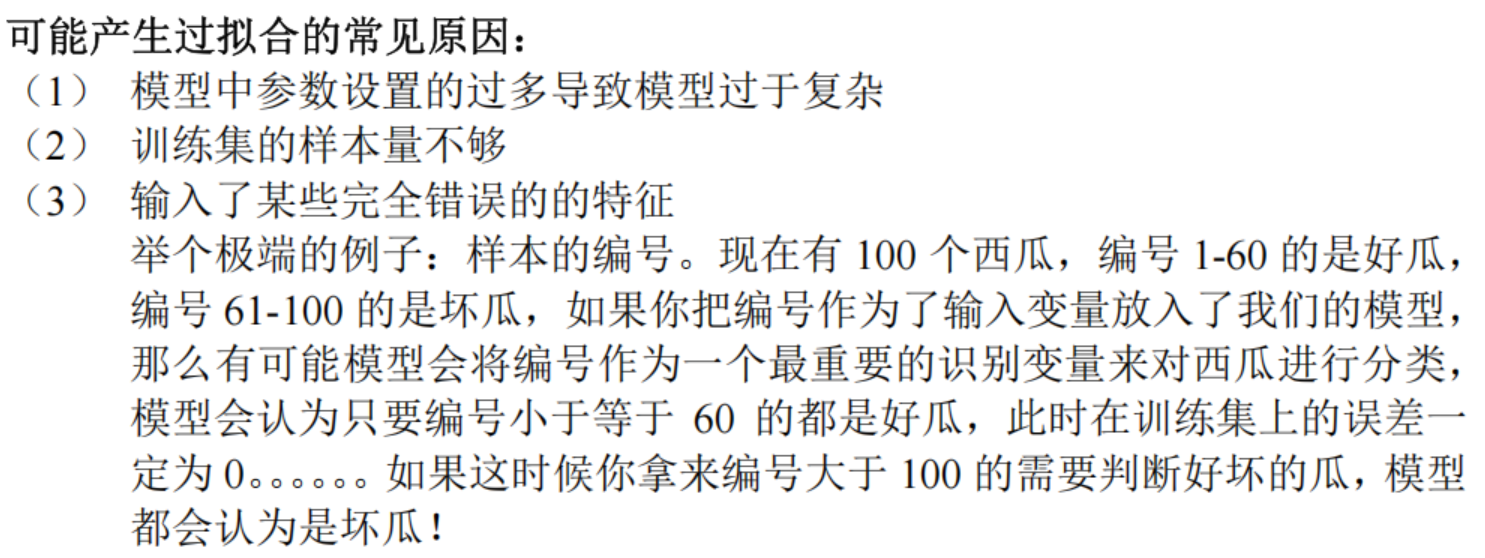 可能产生过拟合的常见原因：
（1） 模型中参数设置的过多导致模型过于复杂
（2） 训练集的样本量不够
（3） 输入了某些完全错误的的特征
举个极端的例子：样本的编号。现在有 100 个西瓜，编号 1-60 的是好瓜，
编号 61-100 的是坏瓜，如果你把编号作为了输入变量放入了我们的模型，
那么有可能模型会将编号作为一个最重要的识别变量来对西瓜进行分类，
模型会认为只要编号小于等于 60 的都是好瓜，此时在训练集上的误差一
定为 0。。。。。。如果这时候你拿来编号大于 100 的需要判断好坏的瓜，模型
都会认为是坏瓜！